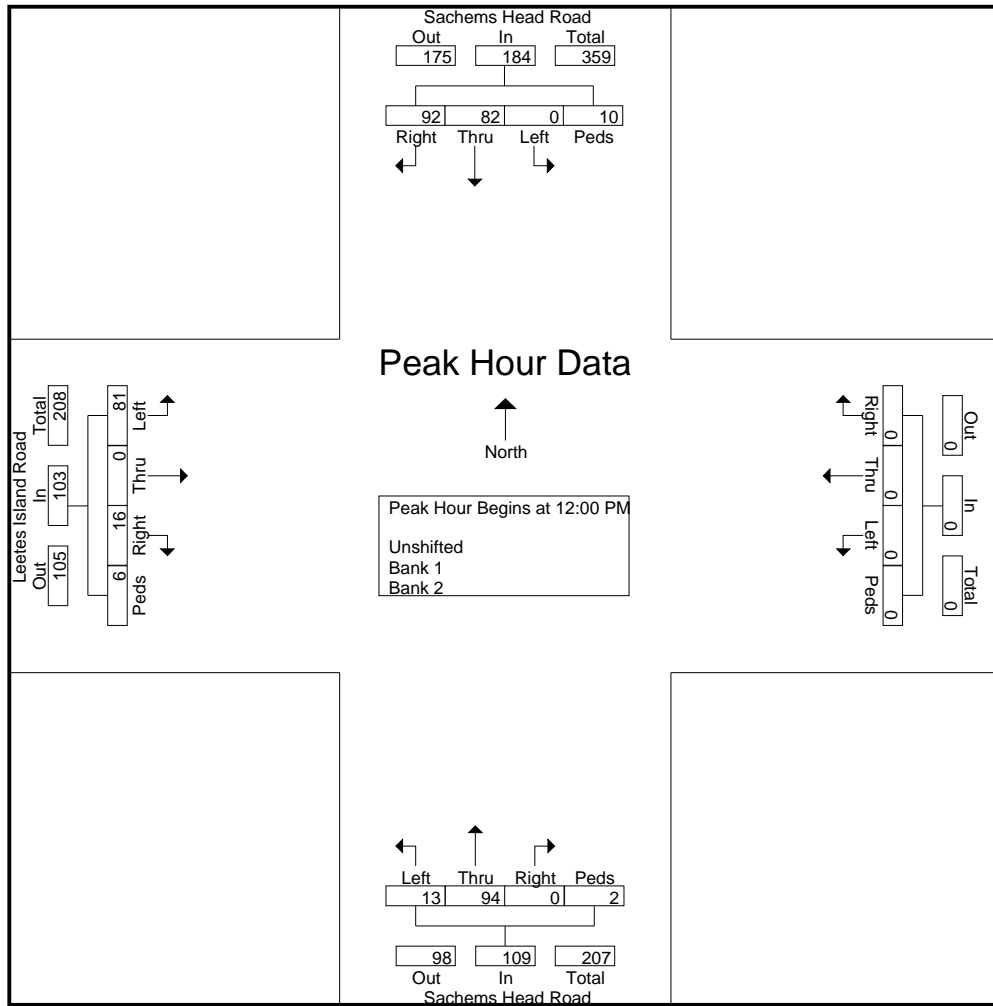 Sachems Head Road
Out In Total
175 184 359
92 82 0 10
Right Thru Left Peds
Peak Hour Data
North
Peak Hour Begins at 12:00 PM
Unshifted
Bank 1
Bank 2
Leetes Island Road
Out In Total
105 103 208
6 16 0 81
Peds Right Thru Left
Out In Total
0 0 0
0 0 0 0
Right Thru Left Peds
Left Thru Right Peds
13 94 0 2
98 109 207
Out In Total
Sachems Head Road